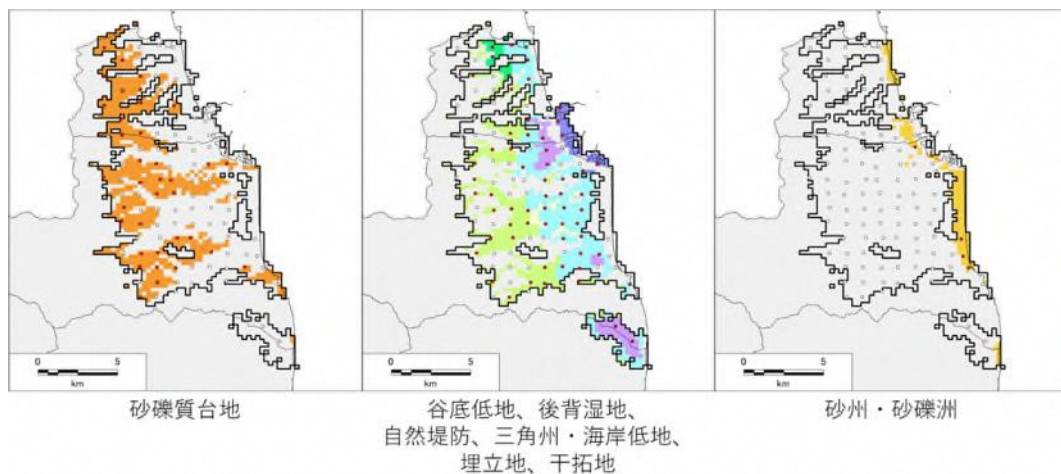 0 5
km
0 5
km
0 5
km
砂礫質台地
谷底低地、後背湿地、
自然堤防、三角州・海岸低地、
埋立地、干拓地
砂州・砂礫洲